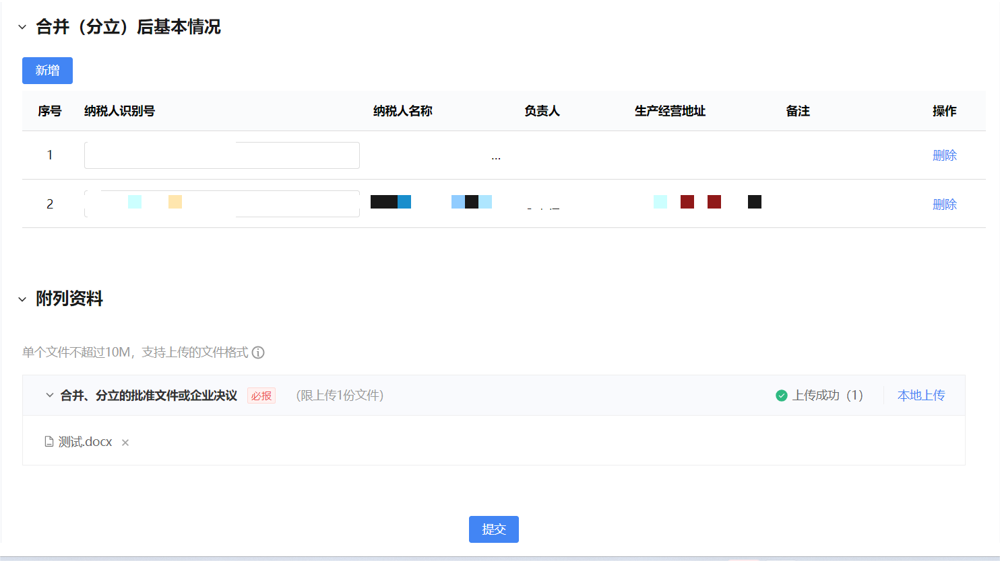 合并（分立）后基本情况
新增
序号 纳税人识别号 纳税人名称 负责人 生产经营地址 备注 操作
1 ... 删除
2 删除
附列资料
单个文件不超过10M，支持上传的文件格式
合并、分立的批准文件或企业决议 必报 （限上传1份文件） 上传成功（1） 本地上传
测试.docx
提交